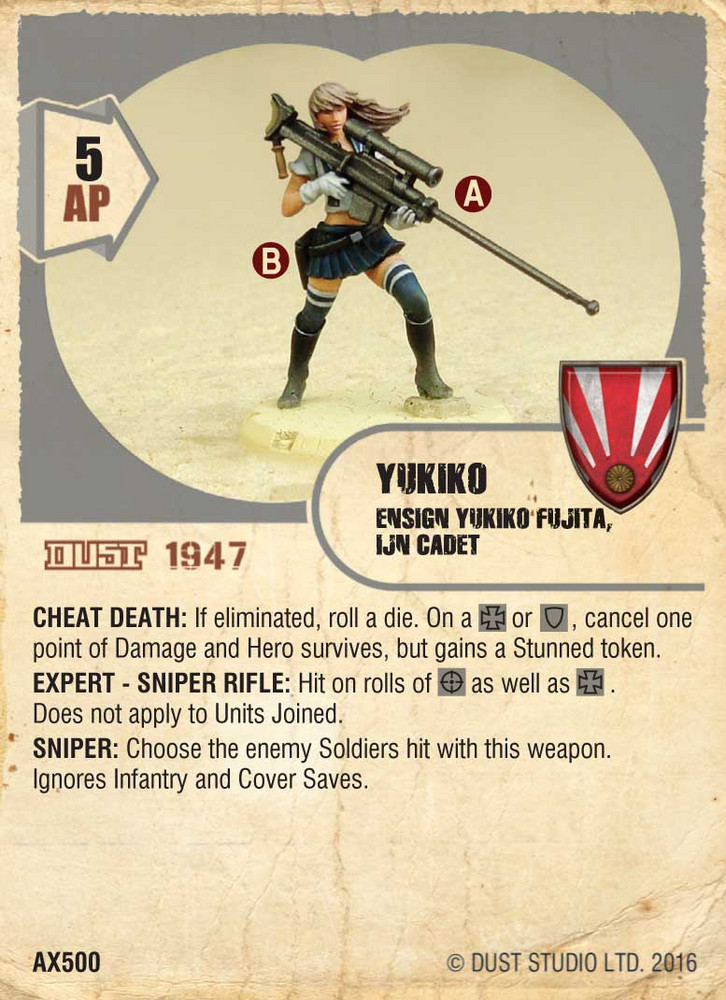 5
AP
A
B
YUKIKO
ENSIGN YUKIKO FUJITA,
IJN CADET
DUST 1947
CHEAT DEATH: If eliminated, roll a die. On a or , cancel one
point of Damage and Hero survives, but gains a Stunned token.
EXPERT - SNIPER RIFLE: Hit on rolls of as well as .
Does not apply to Units Joined.
SNIPER: Choose the enemy Soldiers hit with this weapon.
Ignores Infantry and Cover Saves.
AX500
© DUST STUDIO LTD. 2016